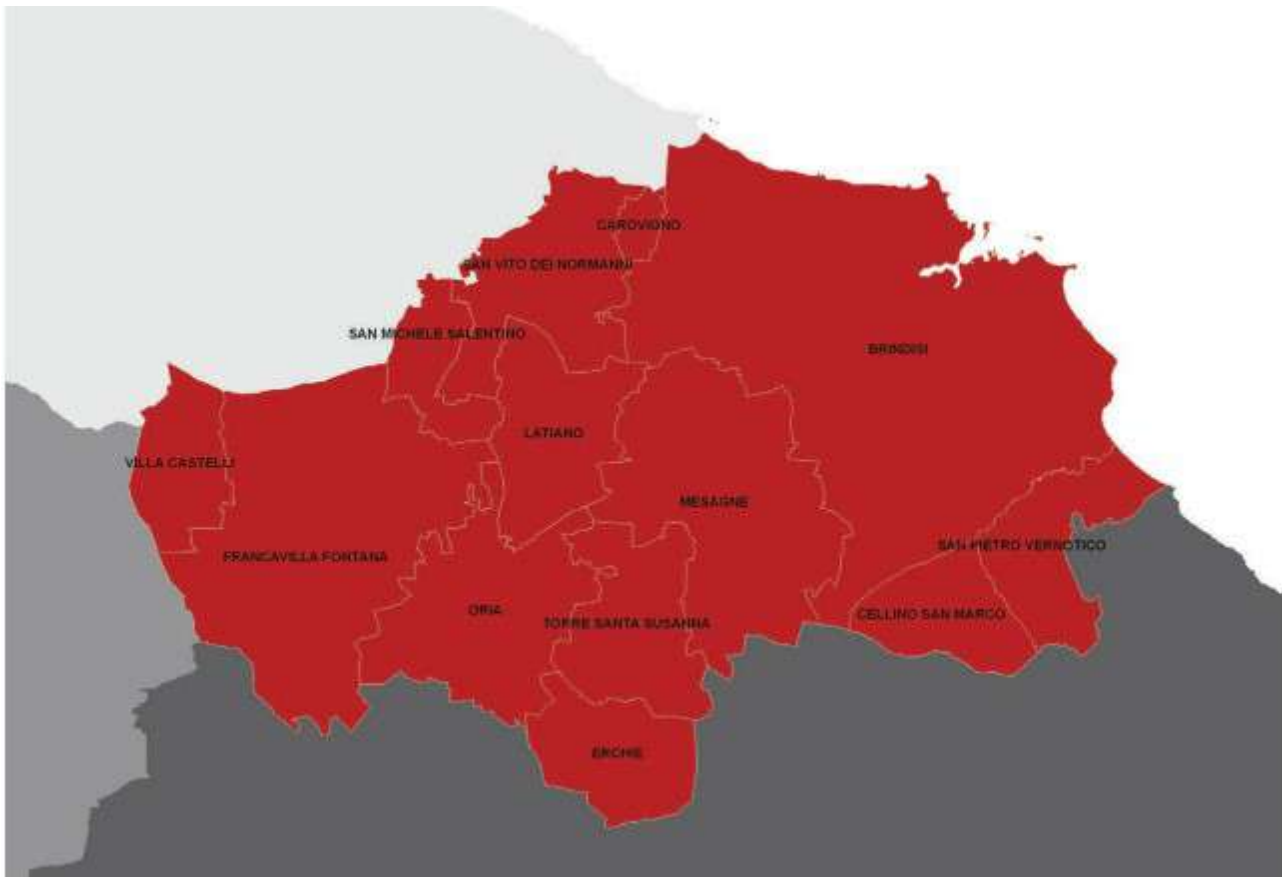 CAROVIGNO
SAN VITO DEI NORMANNI
SAN MICHELE SALENTINO
BRINDISI
LATIANO
VILLA CASTELLI
MESAGNE
SAN PIETRO VERNOTICO
FRANCAVILLA FONTANA
ORIA
CELLINO SAN MARCO
TORRE SANTA SUSANNA
ERCHIE